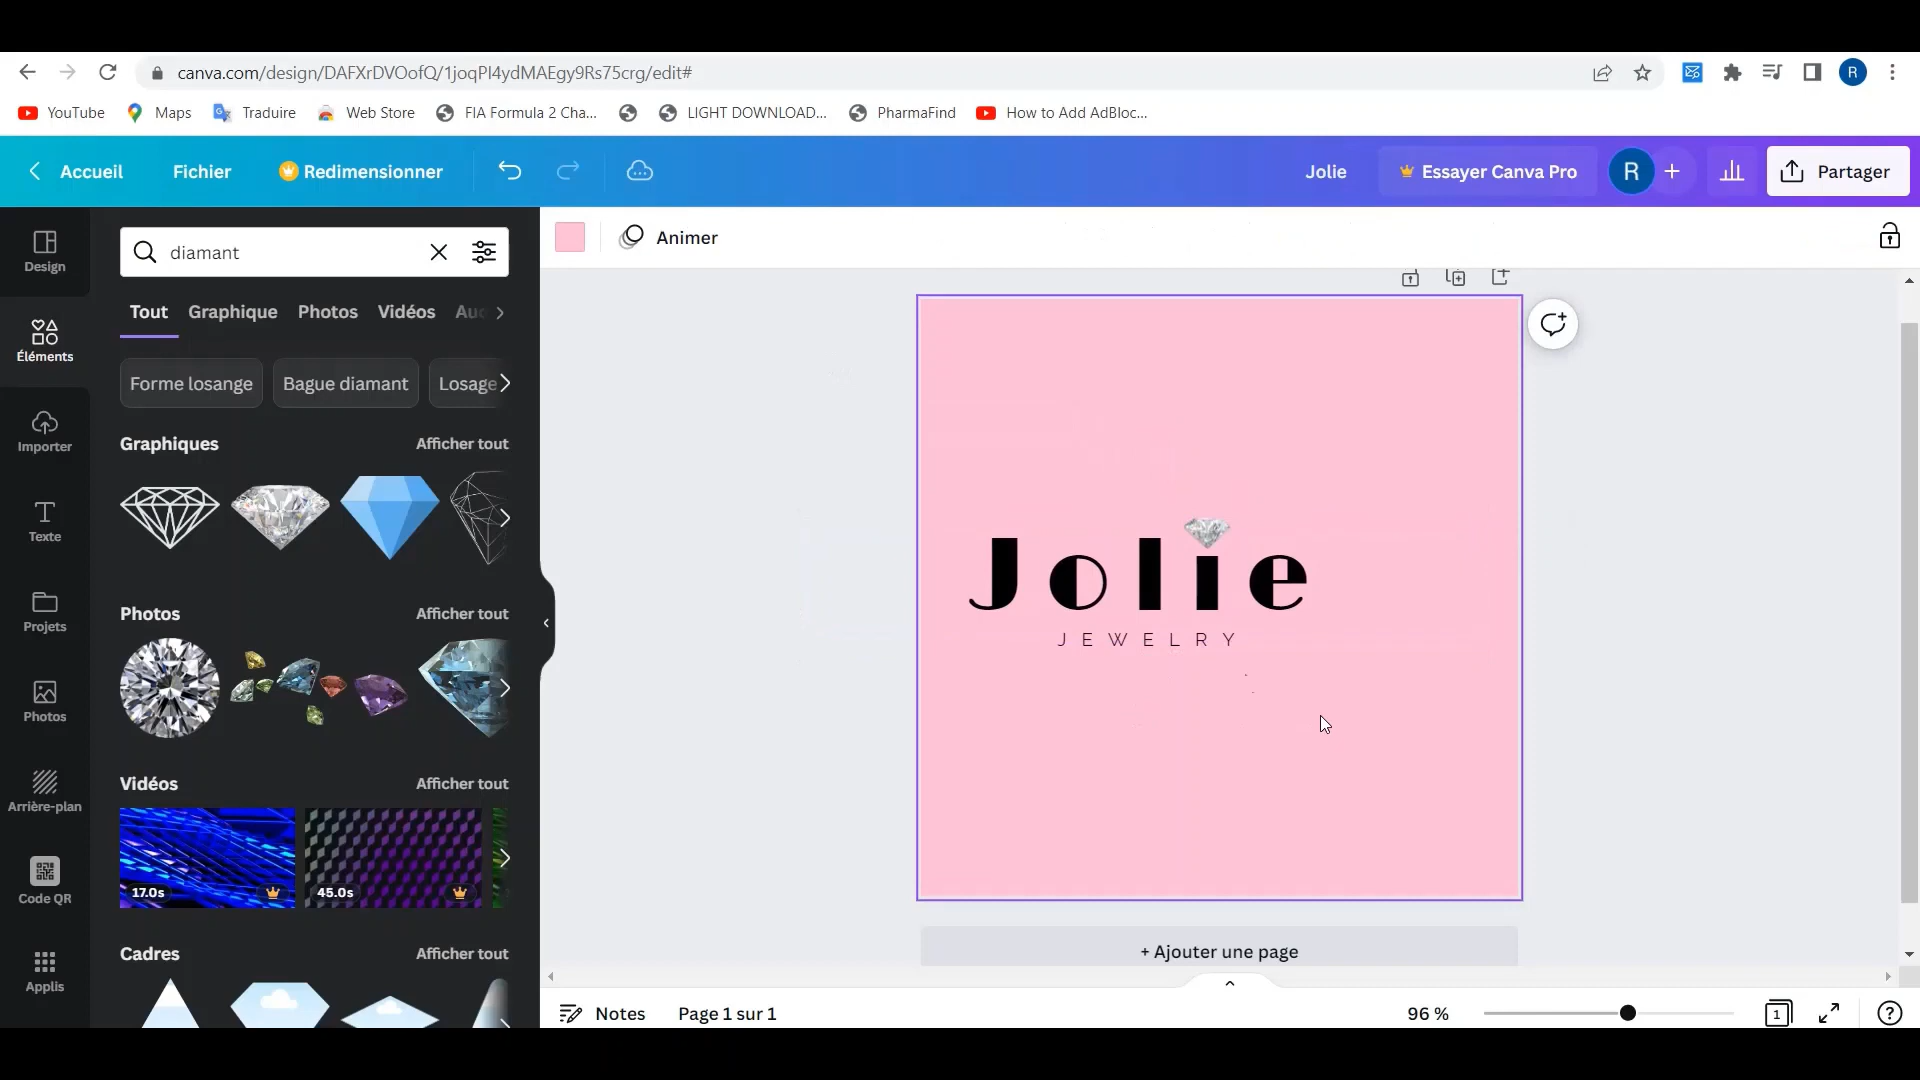 canva.com/design/DAFXrDVOofQ/1joqPI4ydMAEgy9Rs75crg/edit#
R
YouTube Maps Traduire Web Store FIA Formula 2 Cha... LIGHT DOWNLOAD... PharmaFind How to Add AdBloc...
Accueil Fichier Redimensionner Jolie Essayer Canva Pro R + Partager
Design
diamant
Animer
Tout Graphique Photos Vidéos
Éléments
Forme losange Bague diamant Losage
Importer
Graphiques Afficher tout
Texte
Jolie
JEWELRY
Projets
Photos Afficher tout
Photos
Vidéos Afficher tout
Arrière-plan
17.0s 45.0s
Code QR
Cadres Afficher tout
+ Ajouter une page
Applis
Notes Page 1 sur 1 96 % 1 ?